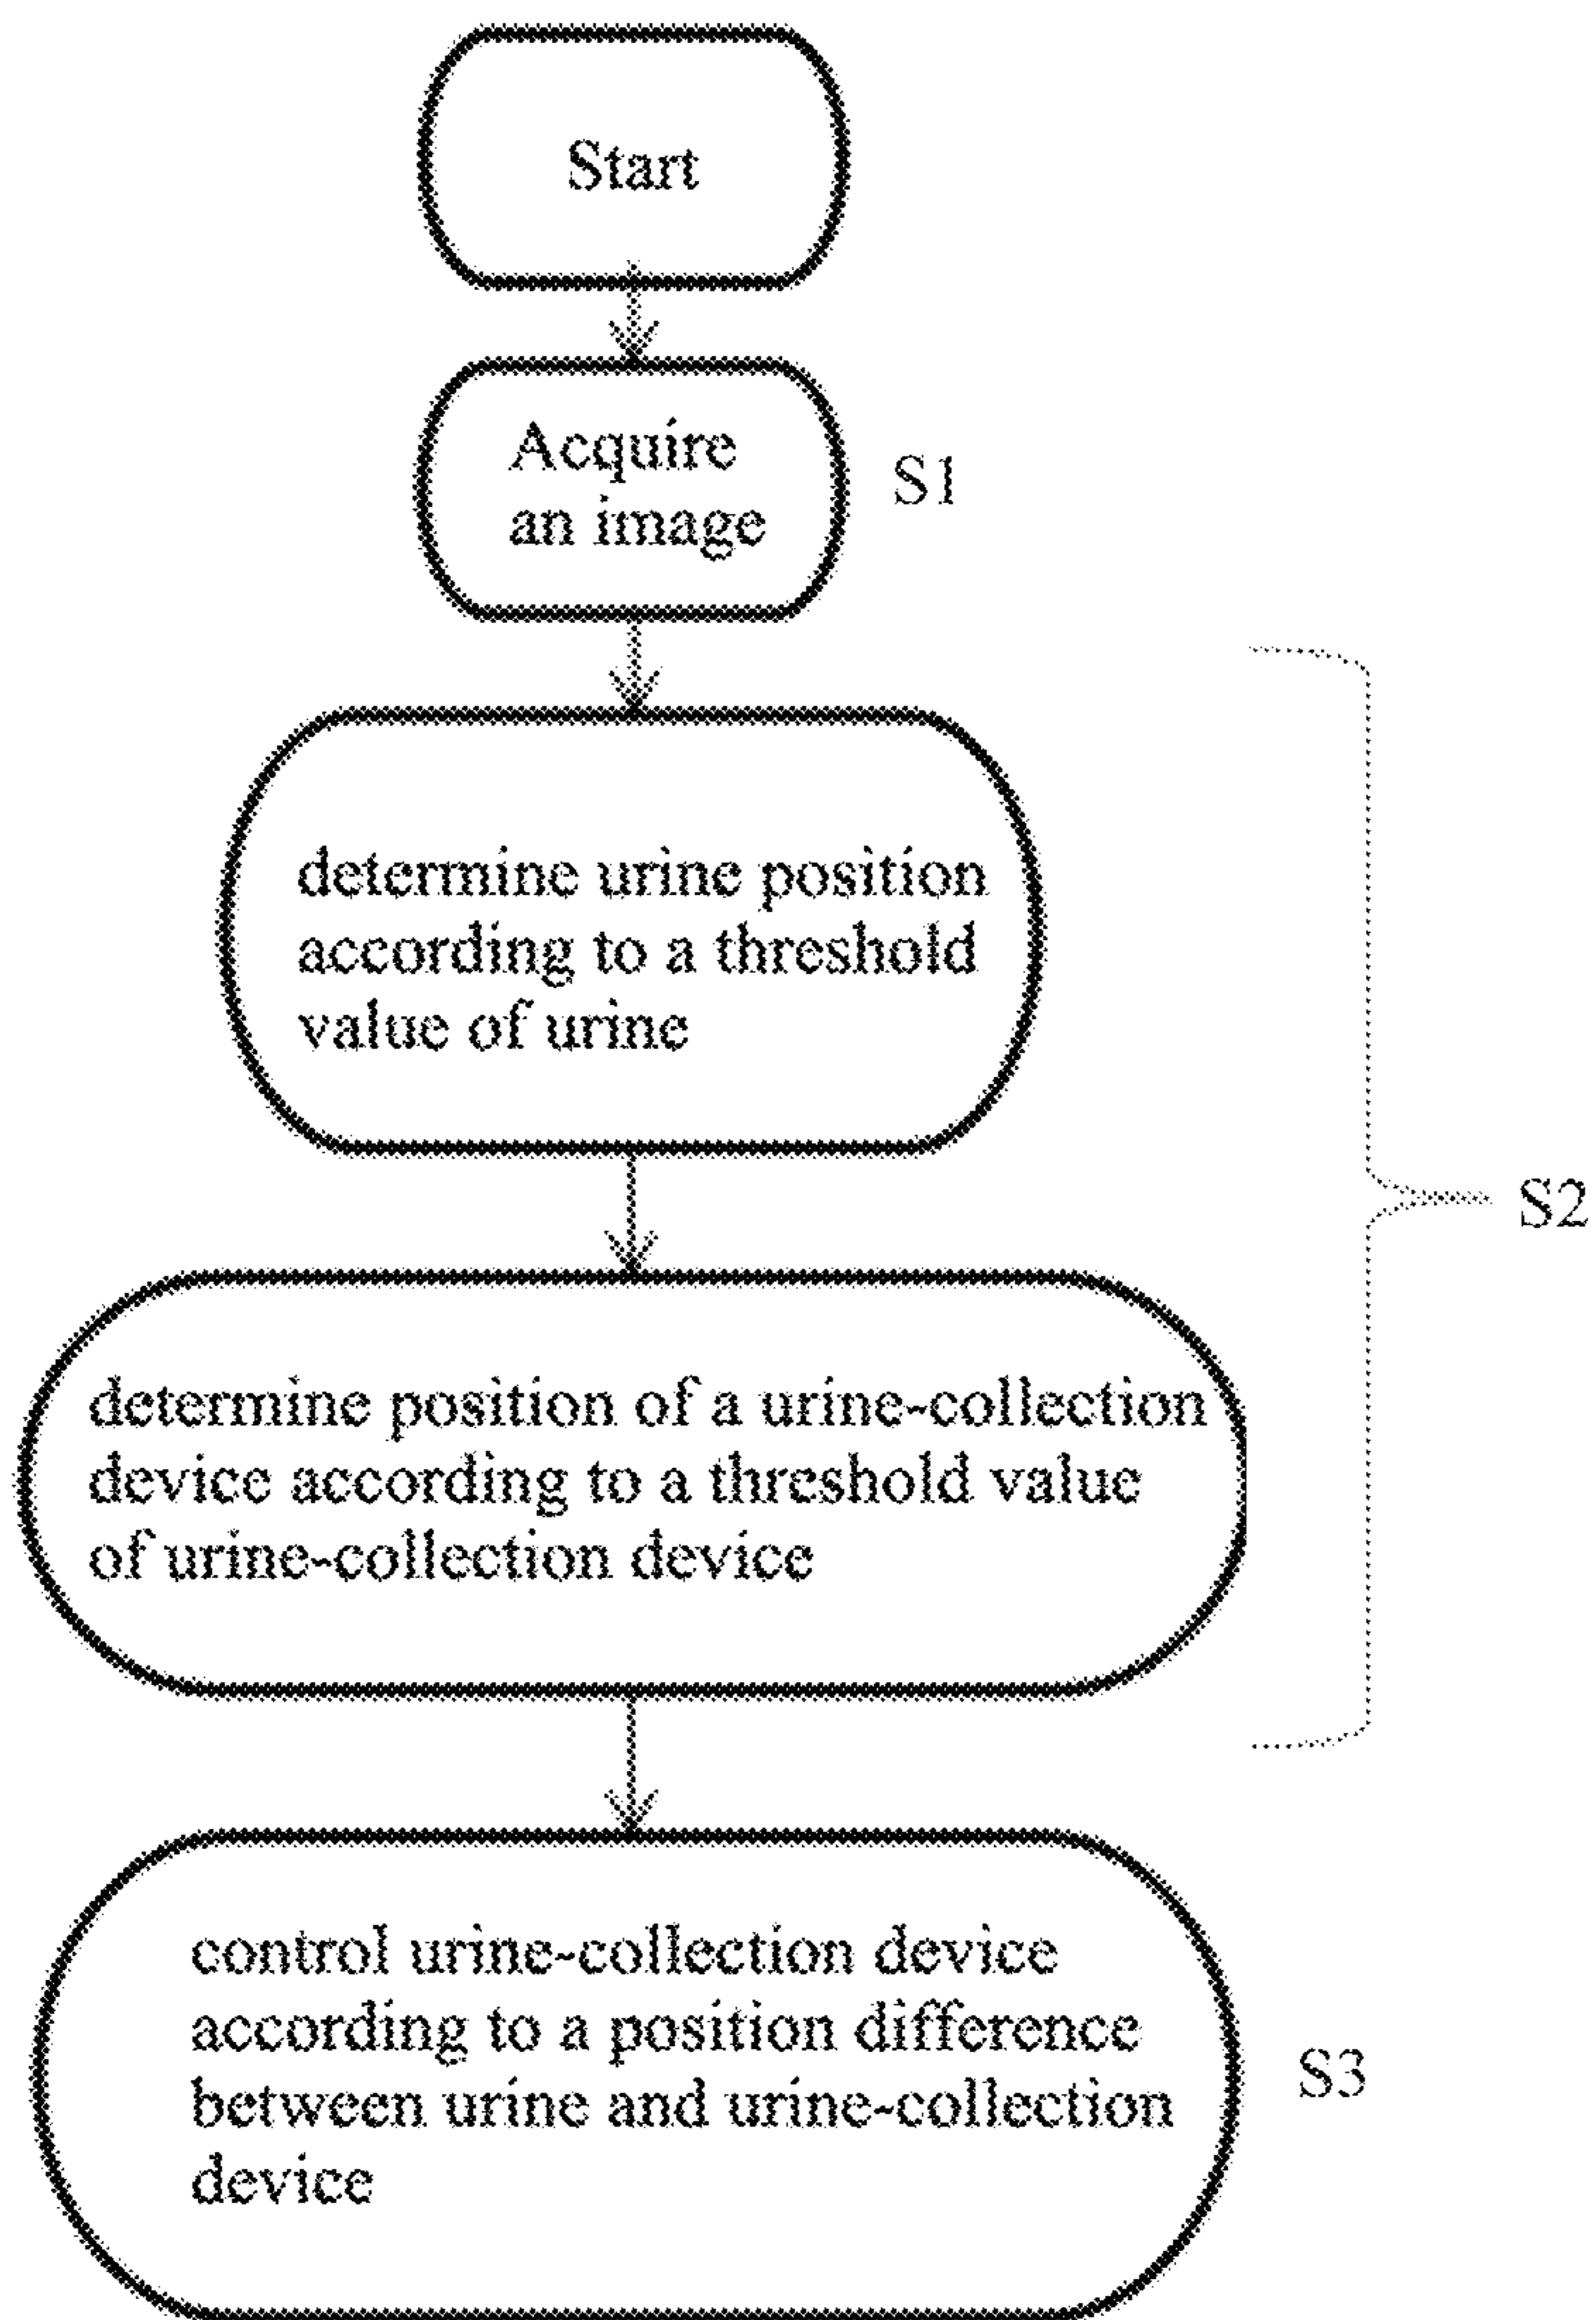 Start
Acquire
an image
S1
determine urine position
according to a threshold
value of urine
S2
determine position of a urine-collection
device according to a threshold value
of urine-collection device
control urine-collection device
according to a position difference
between urine and urine-collection
device
S3